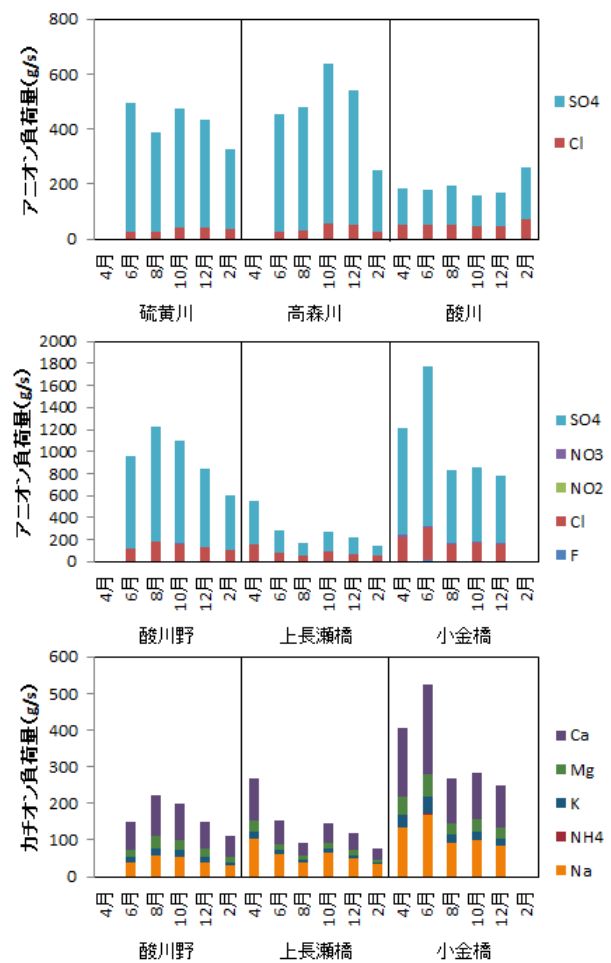 アニオン負荷量(g/s)
800
600
400
200
0
SO4
Cl
4月 6月 8月 10月 12月 2月 4月 6月 8月 10月 12月 2月 4月 6月 8月 10月 12月 2月
硫黄川 高森川 酸川
アニオン負荷量(g/s)
2000
1800
1600
1400
1200
1000
800
600
400
200
0
SO4
NO3
NO2
Cl
F
4月 6月 8月 10月 12月 2月 4月 6月 8月 10月 12月 2月 4月 6月 8月 10月 12月 2月
酸川野 上長瀬橋 小金橋
カチオン負荷量(g/s)
600
500
400
300
200
100
0
Ca
Mg
K
NH4
Na
4月 6月 8月 10月 12月 2月 4月 6月 8月 10月 12月 2月 4月 6月 8月 10月 12月 2月
酸川野 上長瀬橋 小金橋